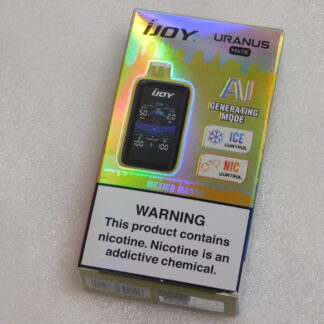 iJOY
URANUS
MATE
AI
GENERATING
MODE
iJOY
ICE
CONTROL
NIC
CONTROL
MEXICO MANGO
WARNING
This product contains
nicotine. Nicotine is an
addictive chemical.